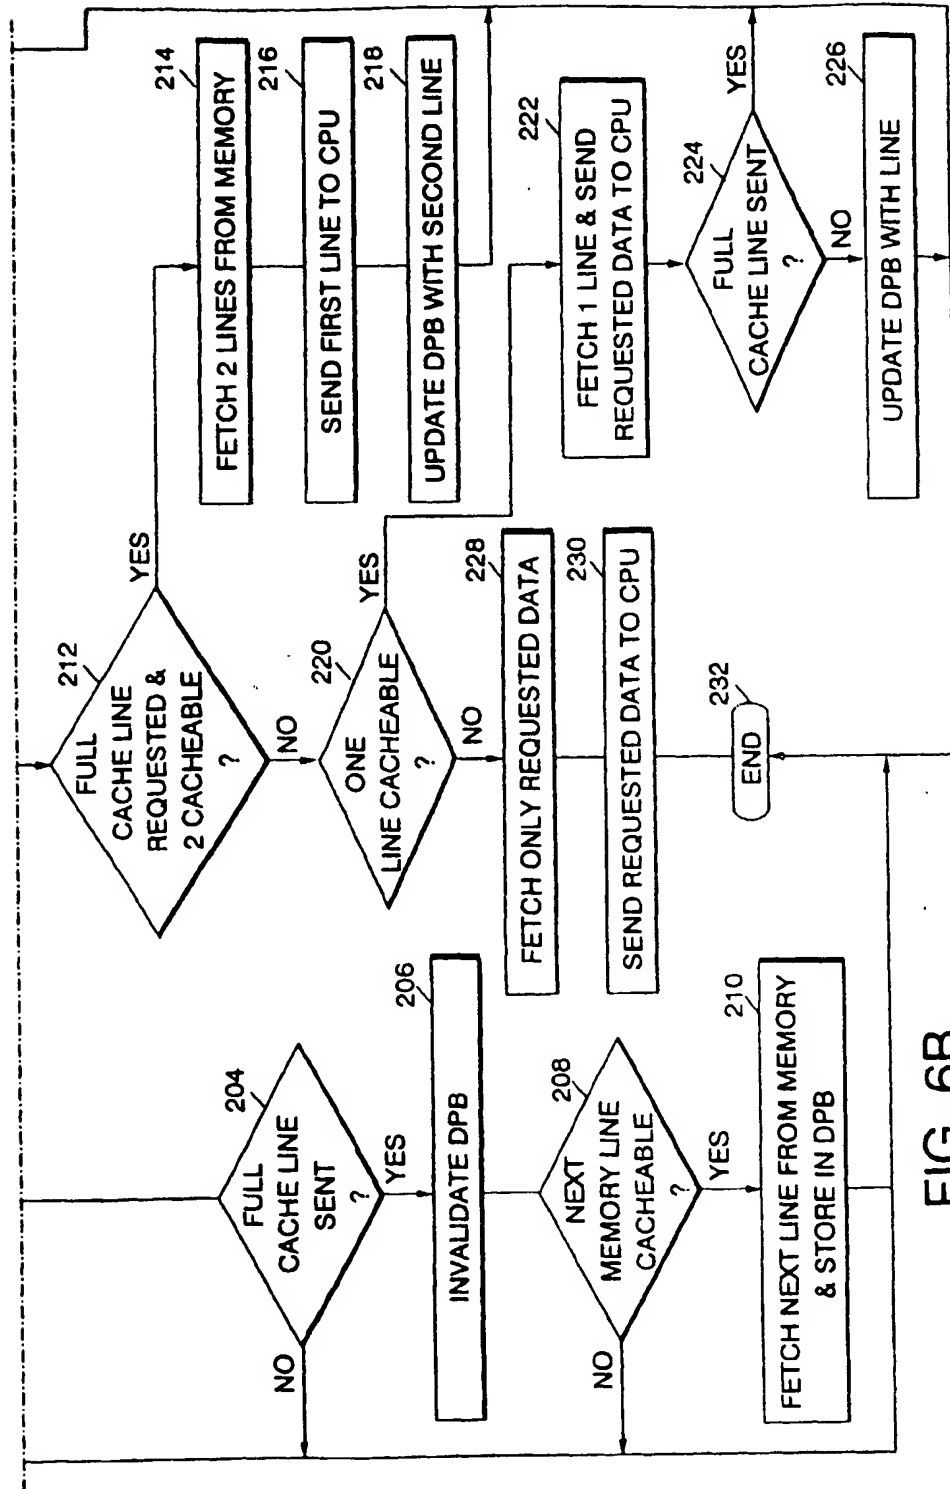 204
FULL
CACHE LINE
SENT
?
NO
YES
206
INVALIDATE DPB
208
NEXT
MEMORY LINE
CACHEABLE
?
NO
YES
210
FETCH NEXT LINE FROM MEMORY
& STORE IN DPB
212
FULL
CACHE LINE
REQUESTED &
2 CACHEABLE
?
YES
NO
220
ONE
LINE CACHEABLE
?
YES
NO
228
FETCH ONLY REQUESTED DATA
230
SEND REQUESTED DATA TO CPU
232
END
214
FETCH 2 LINES FROM MEMORY
216
SEND FIRST LINE TO CPU
218
UPDATE DPB WITH SECOND LINE
222
FETCH 1 LINE & SEND
REQUESTED DATA TO CPU
224
FULL
CACHE LINE SENT
?
YES
NO
226
UPDATE DPB WITH LINE
FIG. 6B